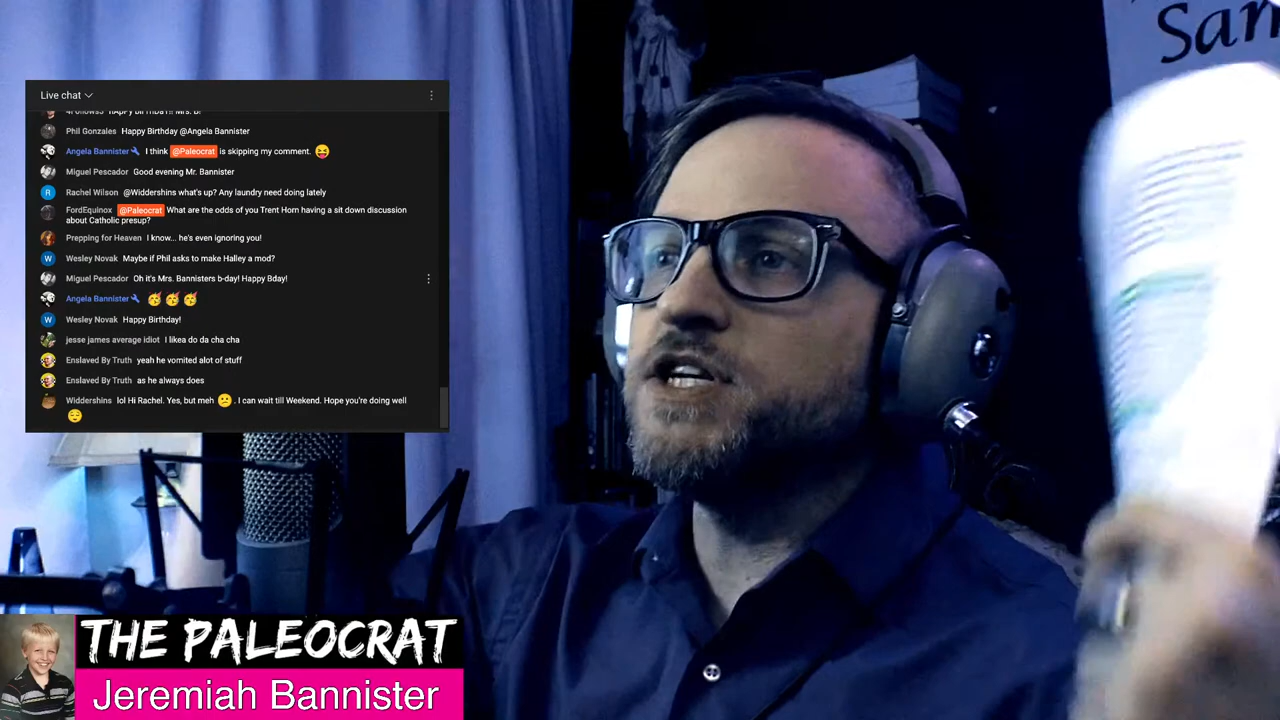 Live chat
HAPPY BIRTHDAY!! Mrs. B!
Phil Gonzales Happy Birthday @Angela Bannister
Angela Bannister I think @Paleocrat is skipping my comment.
Miguel Pescador Good evening Mr. Bannister
R Rachel Wilson @Widdershins what's up? Any laundry need doing lately
FordEquinox @Paleocrat What are the odds of you Trent Horn having a sit down discussion
about Catholic presup?
Prepping for Heaven I know... he's even ignoring you!
W Wesley Novak Maybe if Phil asks to make Halley a mod?
Miguel Pescador Oh it's Mrs. Bannisters b-day! Happy Bday!
Angela Bannister
W Wesley Novak Happy Birthday!
jesse james average idiot I likea do da cha cha
Enslaved By Truth yeah he vomited alot of stuff
Enslaved By Truth as he always does
Widdershins lol Hi Rachel. Yes, but meh . I can wait till Weekend. Hope you're doing well
San
THE PALEOCRAT
Jeremiah Bannister